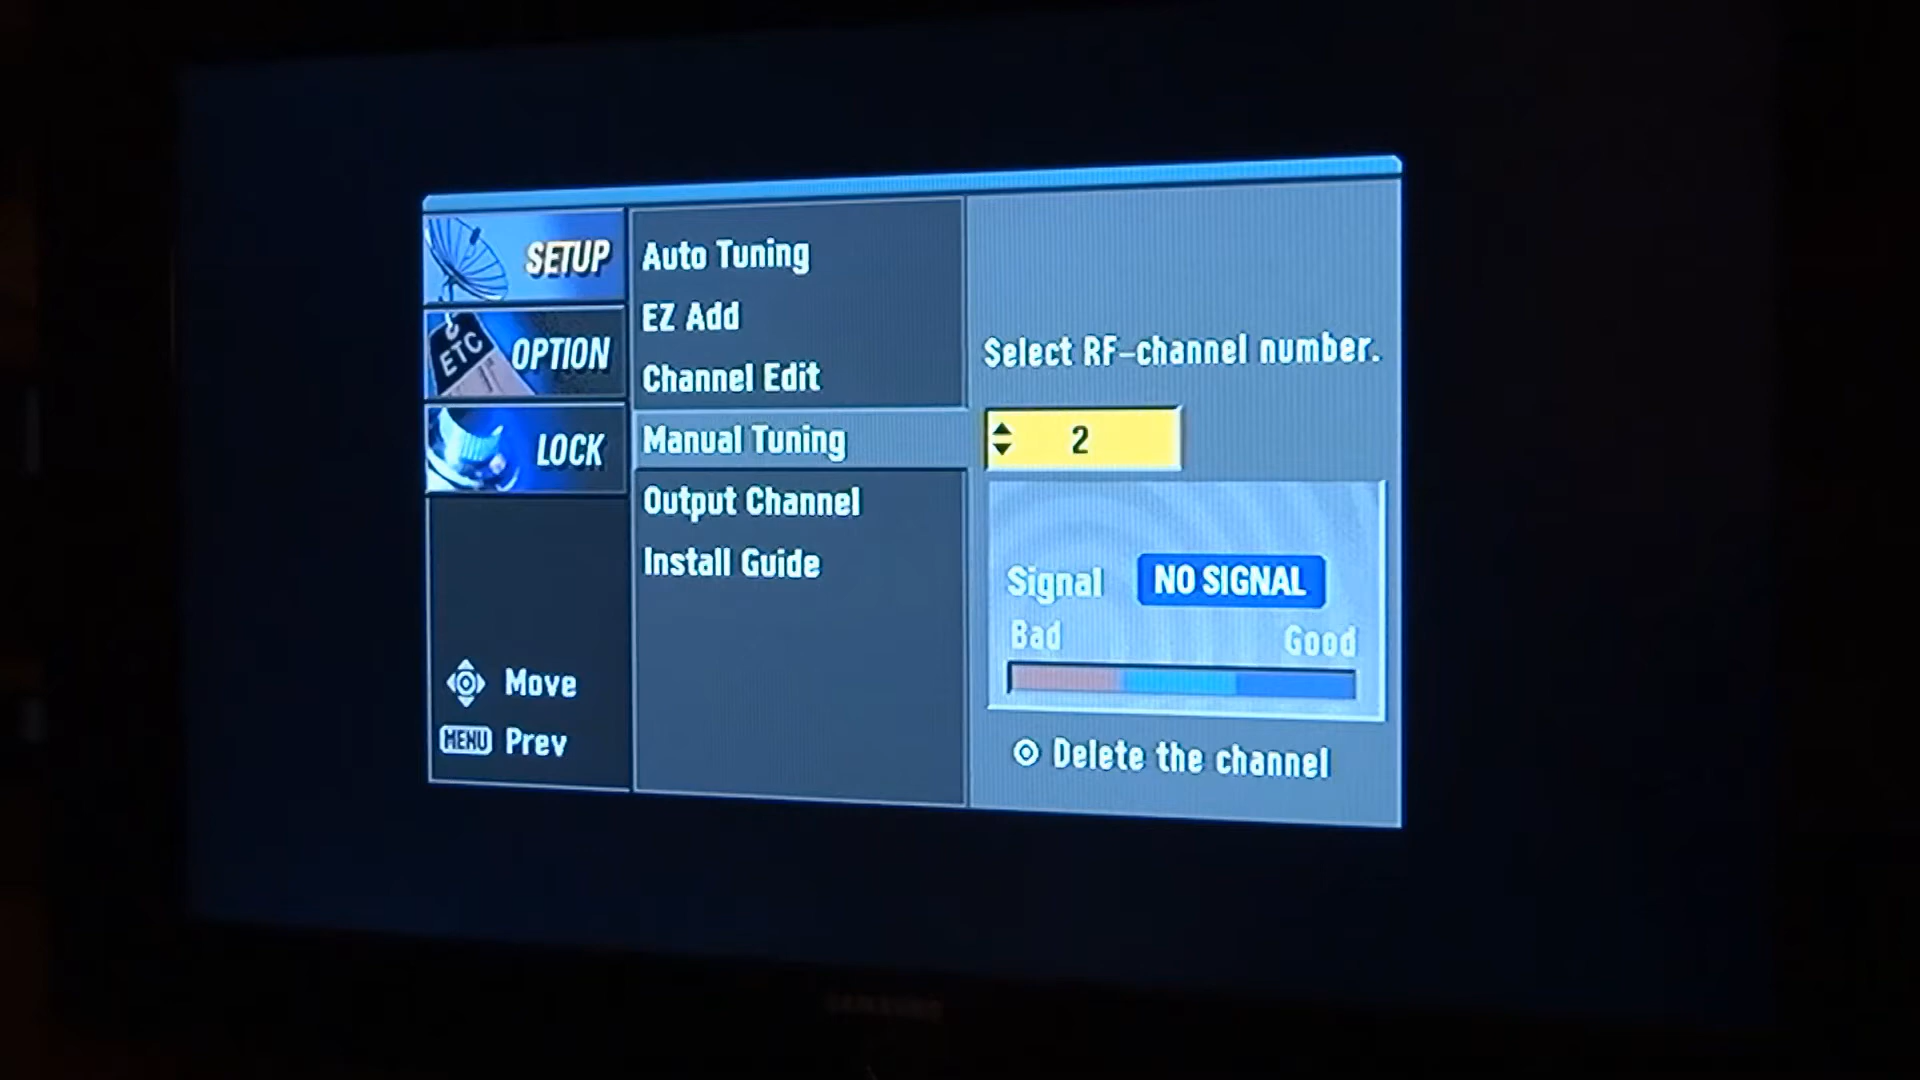 SETUP
OPTION
ETC
LOCK
Move
MENU Prev
Auto Tuning
EZ Add
Channel Edit
Manual Tuning
Output Channel
Install Guide
Select RF-channel number.
2
Signal NO SIGNAL
Bad Good
Delete the channel
SAMSUNG